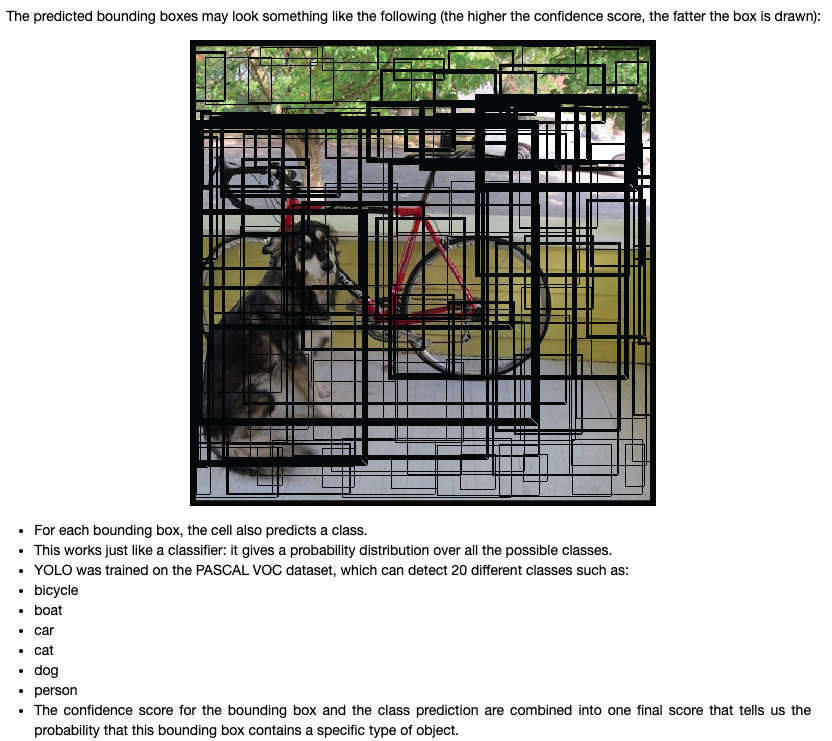 The predicted bounding boxes may look something like the following (the higher the confidence score, the fatter the box is drawn):
• For each bounding box, the cell also predicts a class.
• This works just like a classifier: it gives a probability distribution over all the possible classes.
• YOLO was trained on the PASCAL VOC dataset, which can detect 20 different classes such as:
• bicycle
• boat
• car
• cat
• dog
• person
• The confidence score for the bounding box and the class prediction are combined into one final score that tells us the
probability that this bounding box contains a specific type of object.